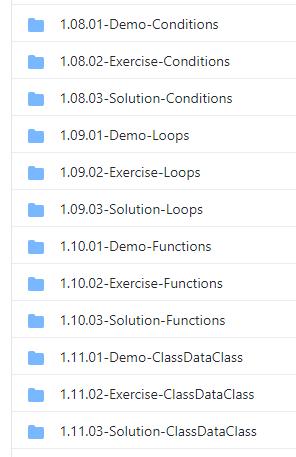 1.08.01-Demo-Conditions
1.08.02-Exercise-Conditions
1.08.03-Solution-Conditions
1.09.01-Demo-Loops
1.09.02-Exercise-Loops
1.09.03-Solution-Loops
1.10.01-Demo-Functions
1.10.02-Exercise-Functions
1.10.03-Solution-Functions
1.11.01-Demo-ClassDataClass
1.11.02-Exercise-ClassDataClass
1.11.03-Solution-ClassDataClass